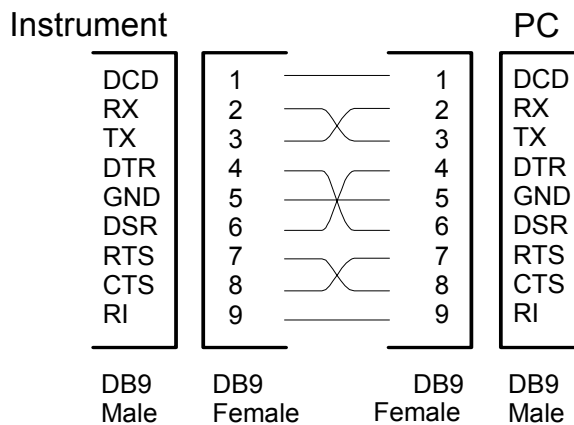 Instrument PC
DCD 1 1 DCD
RX 2 2 RX
TX 3 3 TX
DTR 4 4 DTR
GND 5 5 GND
DSR 6 6 DSR
RTS 7 7 RTS
CTS 8 8 CTS
RI 9 9 RI
DB9 DB9 DB9 DB9
Male Female Female Male